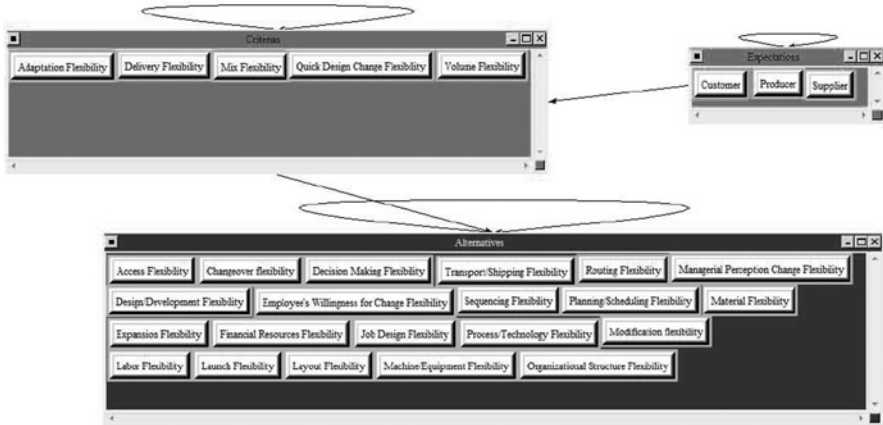 Criterias
Adaptation Flexibility Delivery Flexibility Mix Flexibility Quick Design Change Flexibility Volume Flexibility
Expectations
Customer Producer Supplier
Alternatives
Access Flexibility Changeover flexibility Decision Making Flexibility Transport/Shipping Flexibility Routing Flexibility Managerial Perception Change Flexibility
Design/Development Flexibility Employee's Willingness for Change Flexibility Sequencing Flexibility Planning/Scheduling Flexibility Material Flexibility
Expansion Flexibility Financial Resources Flexibility Job Design Flexibility Process/Technology Flexibility Modification flexibility
Labor Flexibility Launch Flexibility Layout Flexibility Machine/Equipment Flexibility Organizational Structure Flexibility